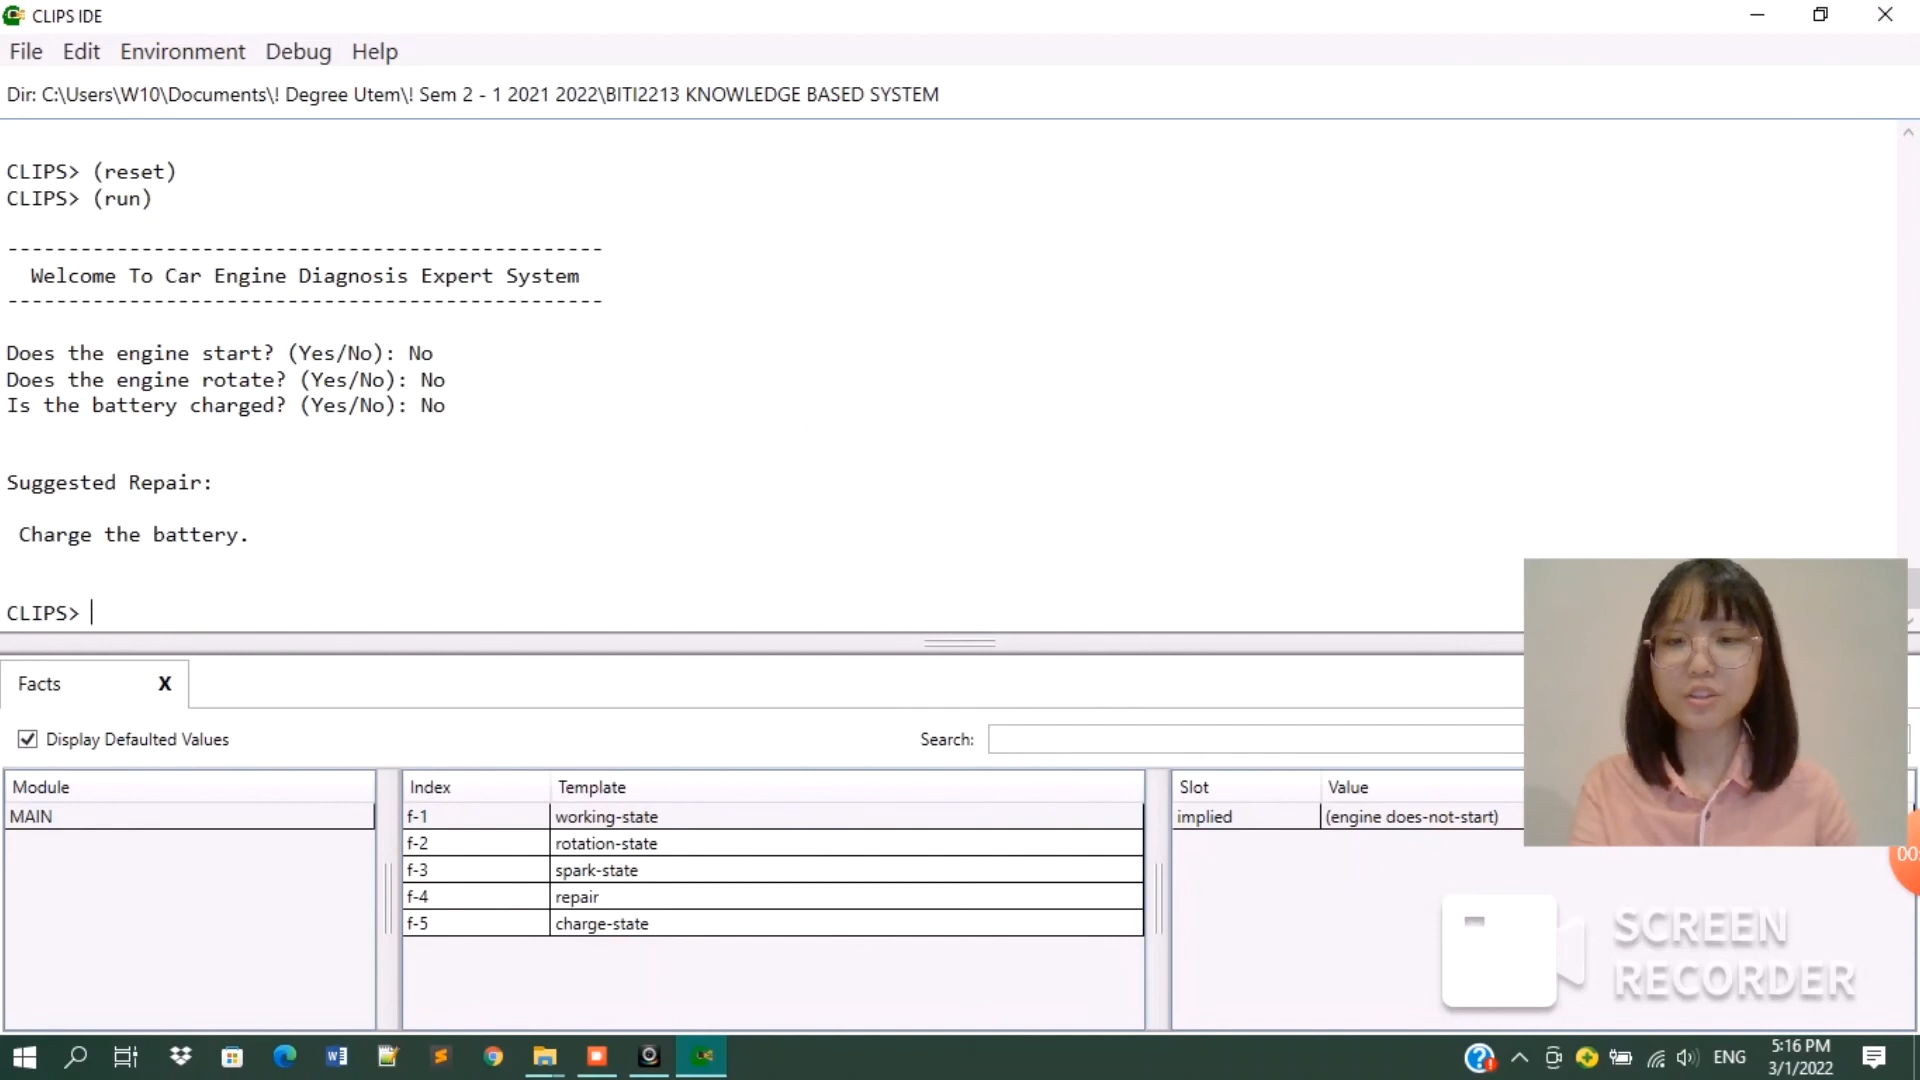 CLIPS IDE
File Edit Environment Debug Help
Dir: C:\Users\W10\Documents\! Degree Utem\! Sem 2 - 1 2021 2022\BITI2213 KNOWLEDGE BASED SYSTEM
CLIPS> (reset)
CLIPS> (run)
-------------------------------------------------
Welcome To Car Engine Diagnosis Expert System
-------------------------------------------------
Does the engine start? (Yes/No): No
Does the engine rotate? (Yes/No): No
Is the battery charged? (Yes/No): No
Suggested Repair:
Charge the battery.
CLIPS>
Facts X
Display Defaulted Values Search:
Module Index Template Slot Value
MAIN f-1 working-state implied (engine does-not-start)
f-2 rotation-state
f-3 spark-state
f-4 repair
f-5 charge-state
SCREEN
RECORDER
ENG
5:16 PM
3/1/2022